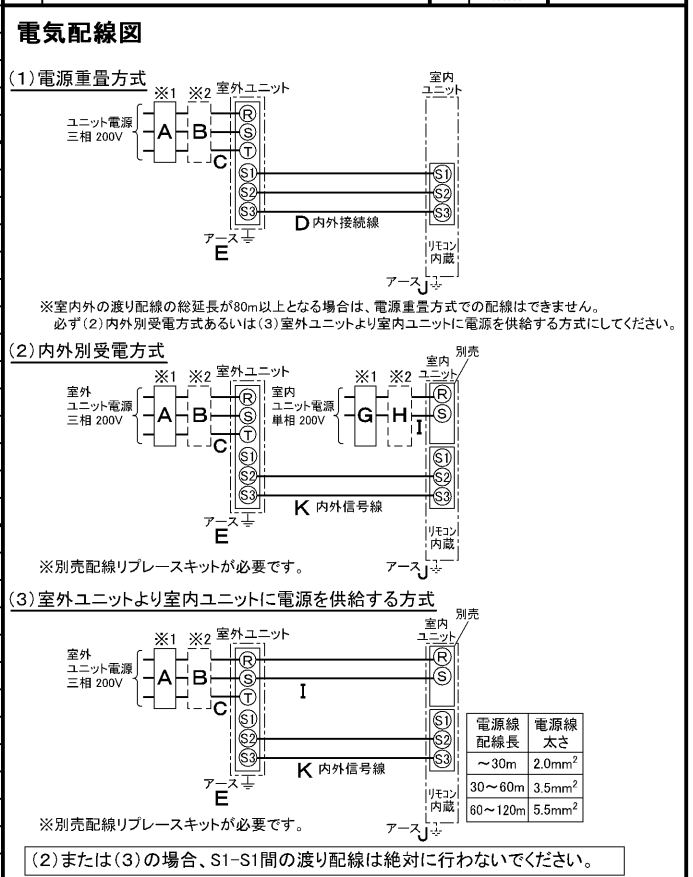 電気配線図
(1)電源重畳方式
※1 ※2 室外ユニット
室内
ユニット
ユニット電源
三相 200V
A B
C
R
S
T
S1
S2
S3
S1
S2
S3
D 内外接続線
アース
E
リモコン
内蔵
アース J
※室内外の渡り配線の総延長が80m以上となる場合は、電源重畳方式での配線はできません。
必ず(2)内外別受電方式あるいは(3)室外ユニットより室内ユニットに電源を供給する方式にしてください。
(2)内外別受電方式
※1 ※2 室外ユニット
※1 ※2
室内
ユニット
別売
室外
ユニット電源
三相 200V
A B
C
R
S
T
S1
S2
S3
室内
ユニット電源
単相 200V
G H
I
R
S
S1
S2
S3
K 内外信号線
アース
E
リモコン
内蔵
アース J
※別売配線リプレースキットが必要です。
(3)室外ユニットより室内ユニットに電源を供給する方式
※1 ※2 室外ユニット
室内
ユニット
別売
室外
ユニット電源
三相 200V
A B
C
R
S
T
S1
S2
S3
I
R
S
S1
S2
S3
K 内外信号線
アース
E
リモコン
内蔵
アース J
電源線配線長 電源線太さ
～30m 2.0mm²
30～60m 3.5mm²
60～120m 5.5mm²
※別売配線リプレースキットが必要です。
(2)または(3)の場合、S1-S1間の渡り配線は絶対に行わないでください。